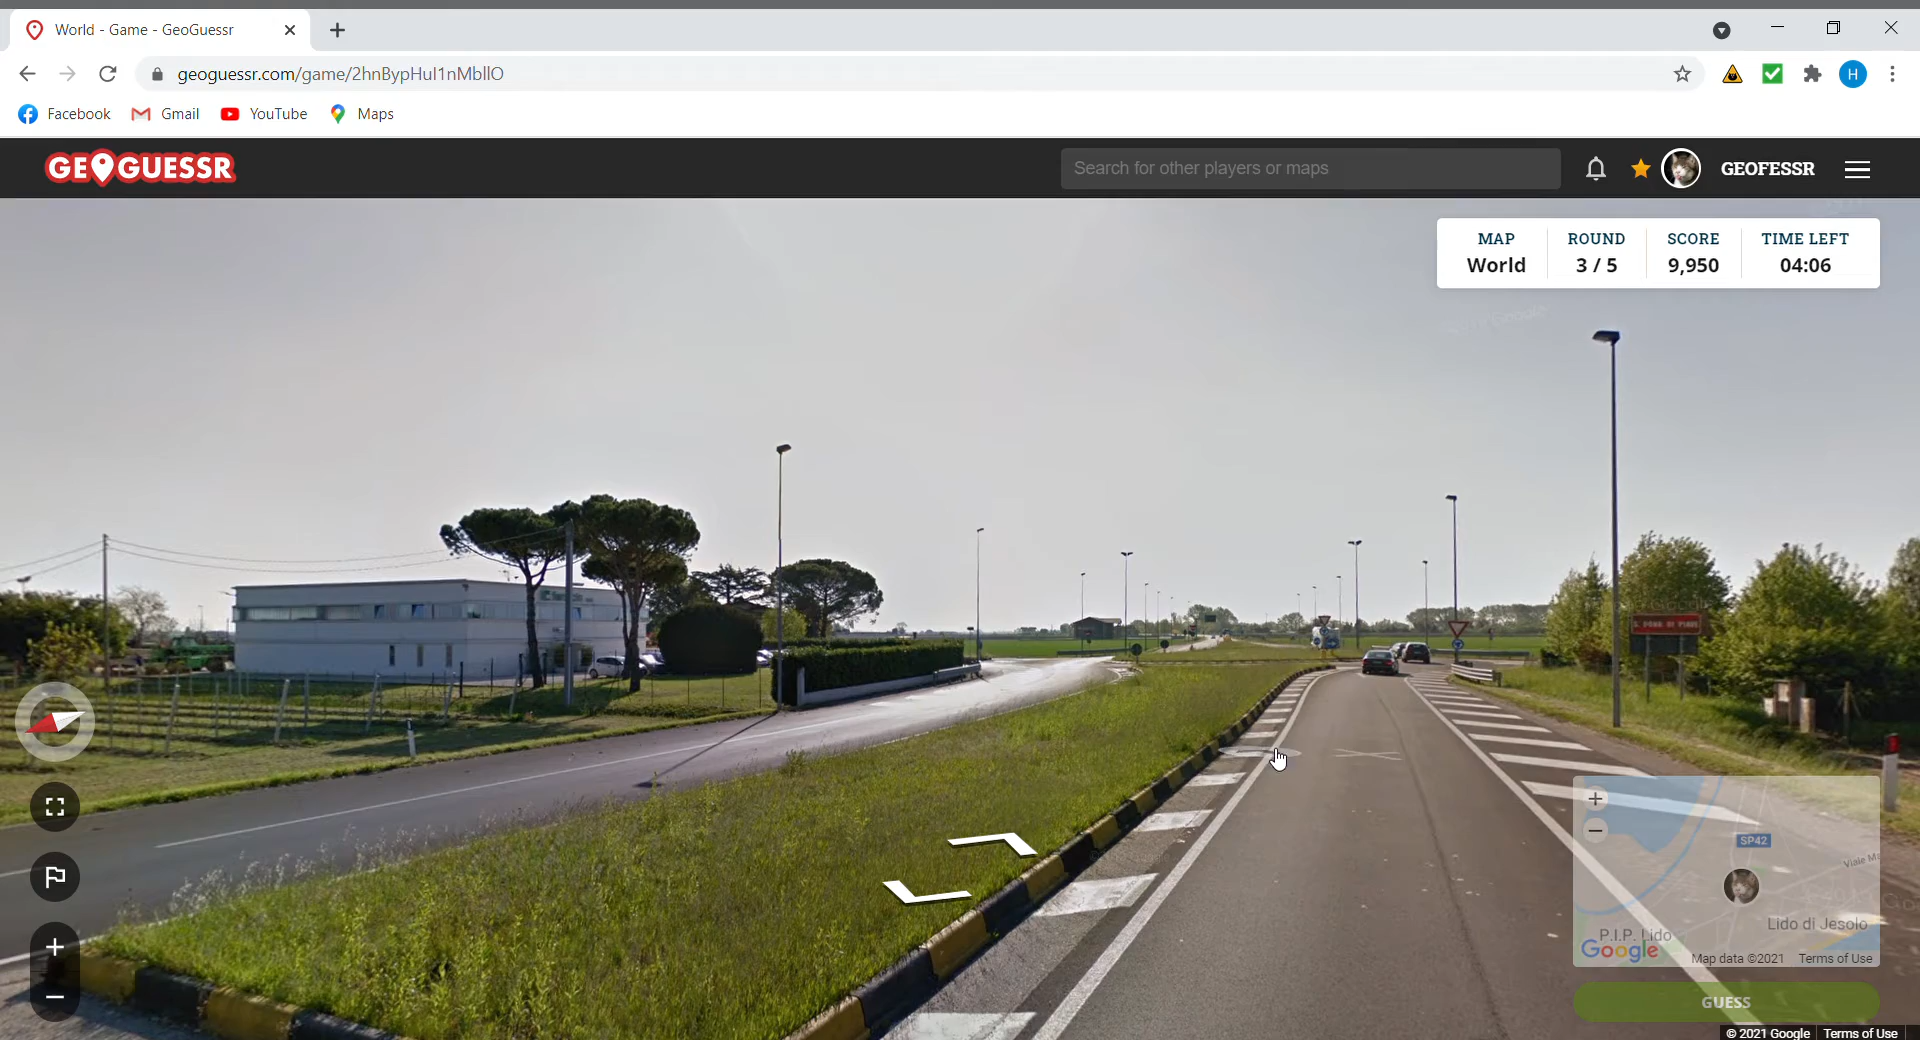 World - Game - GeoGuessr
geoguessr.com/game/2hnBypHul1nMbllO
H
Facebook
Gmail
YouTube
Maps
GEOGUESSR
Search for other players or maps
GEOFESSR
MAP
World
ROUND
3 / 5
SCORE
9,950
TIME LEFT
04:06
SP42
Lido di Jesolo
P.I.P. Lido
Google
Map data ©2021 Terms of Use
GUESS
© 2021 Google Terms of Use